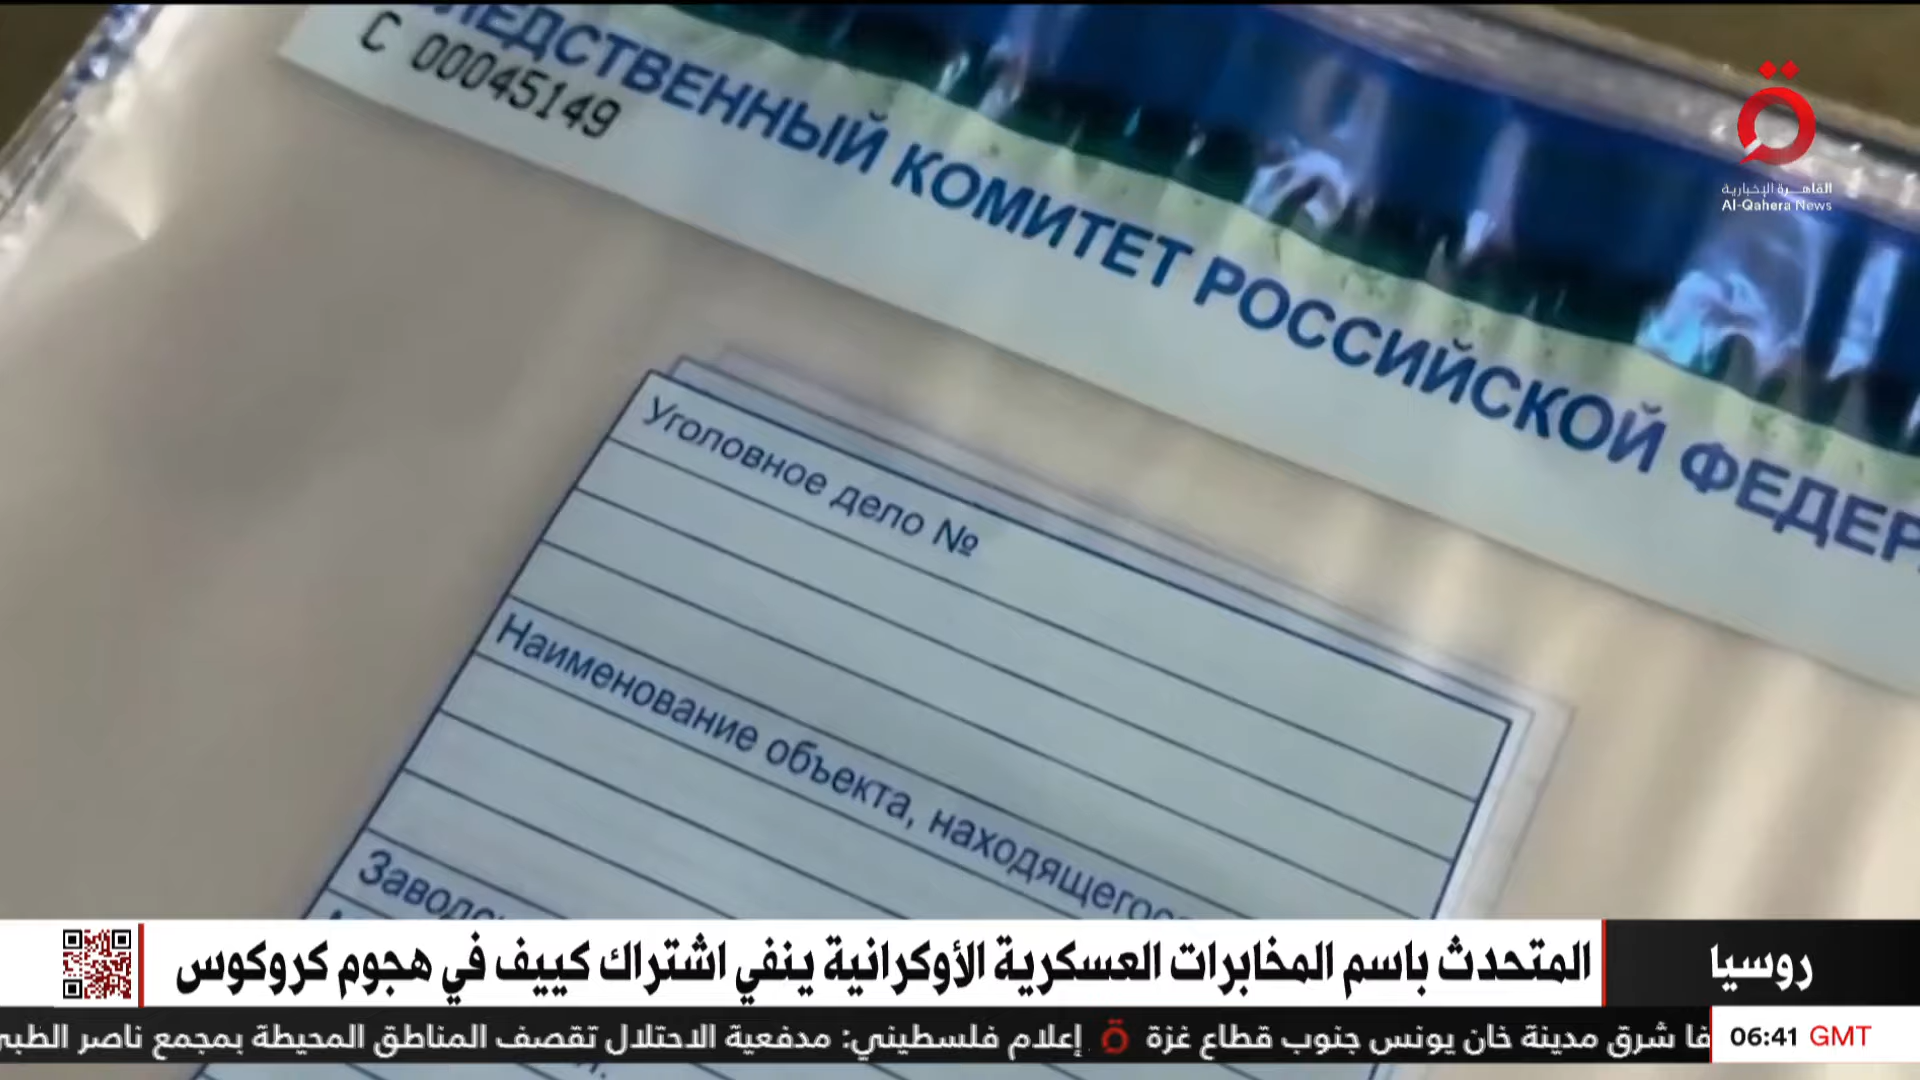 СЛЕДСТВЕННЫЙ КОМИТЕТ РОССИЙСКОЙ ФЕДЕР
С 00045149
القاهرة الإخبارية
Al-Qahera News
Уголовное дело №
Наименование объекта, находящегос
Заводс
روسيا
المتحدث باسم المخابرات العسكرية الأوكرانية ينفي اشتراك كييف في هجوم كروكوس
06:41 GMT
فا شرق مدينة خان يونس جنوب قطاع غزة
إعلام فلسطيني: مدفعية الاحتلال تقصف المناطق المحيطة بمجمع ناصر الطبي